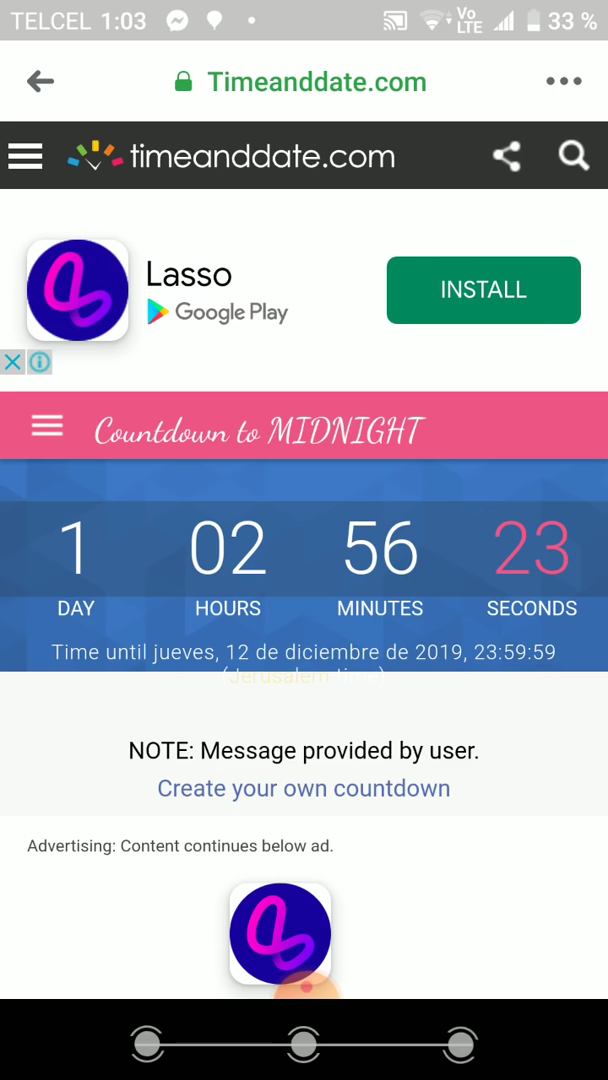 TELCEL 1:03 Vo LTE 33 %
Timeanddate.com
timeanddate.com
Lasso
Google Play
INSTALL
Countdown to MIDNIGHT
1 02 56 23
DAY HOURS MINUTES SECONDS
Time until jueves, 12 de diciembre de 2019, 23:59:59
(Jerusalem time)
NOTE: Message provided by user.
Create your own countdown
Advertising: Content continues below ad.